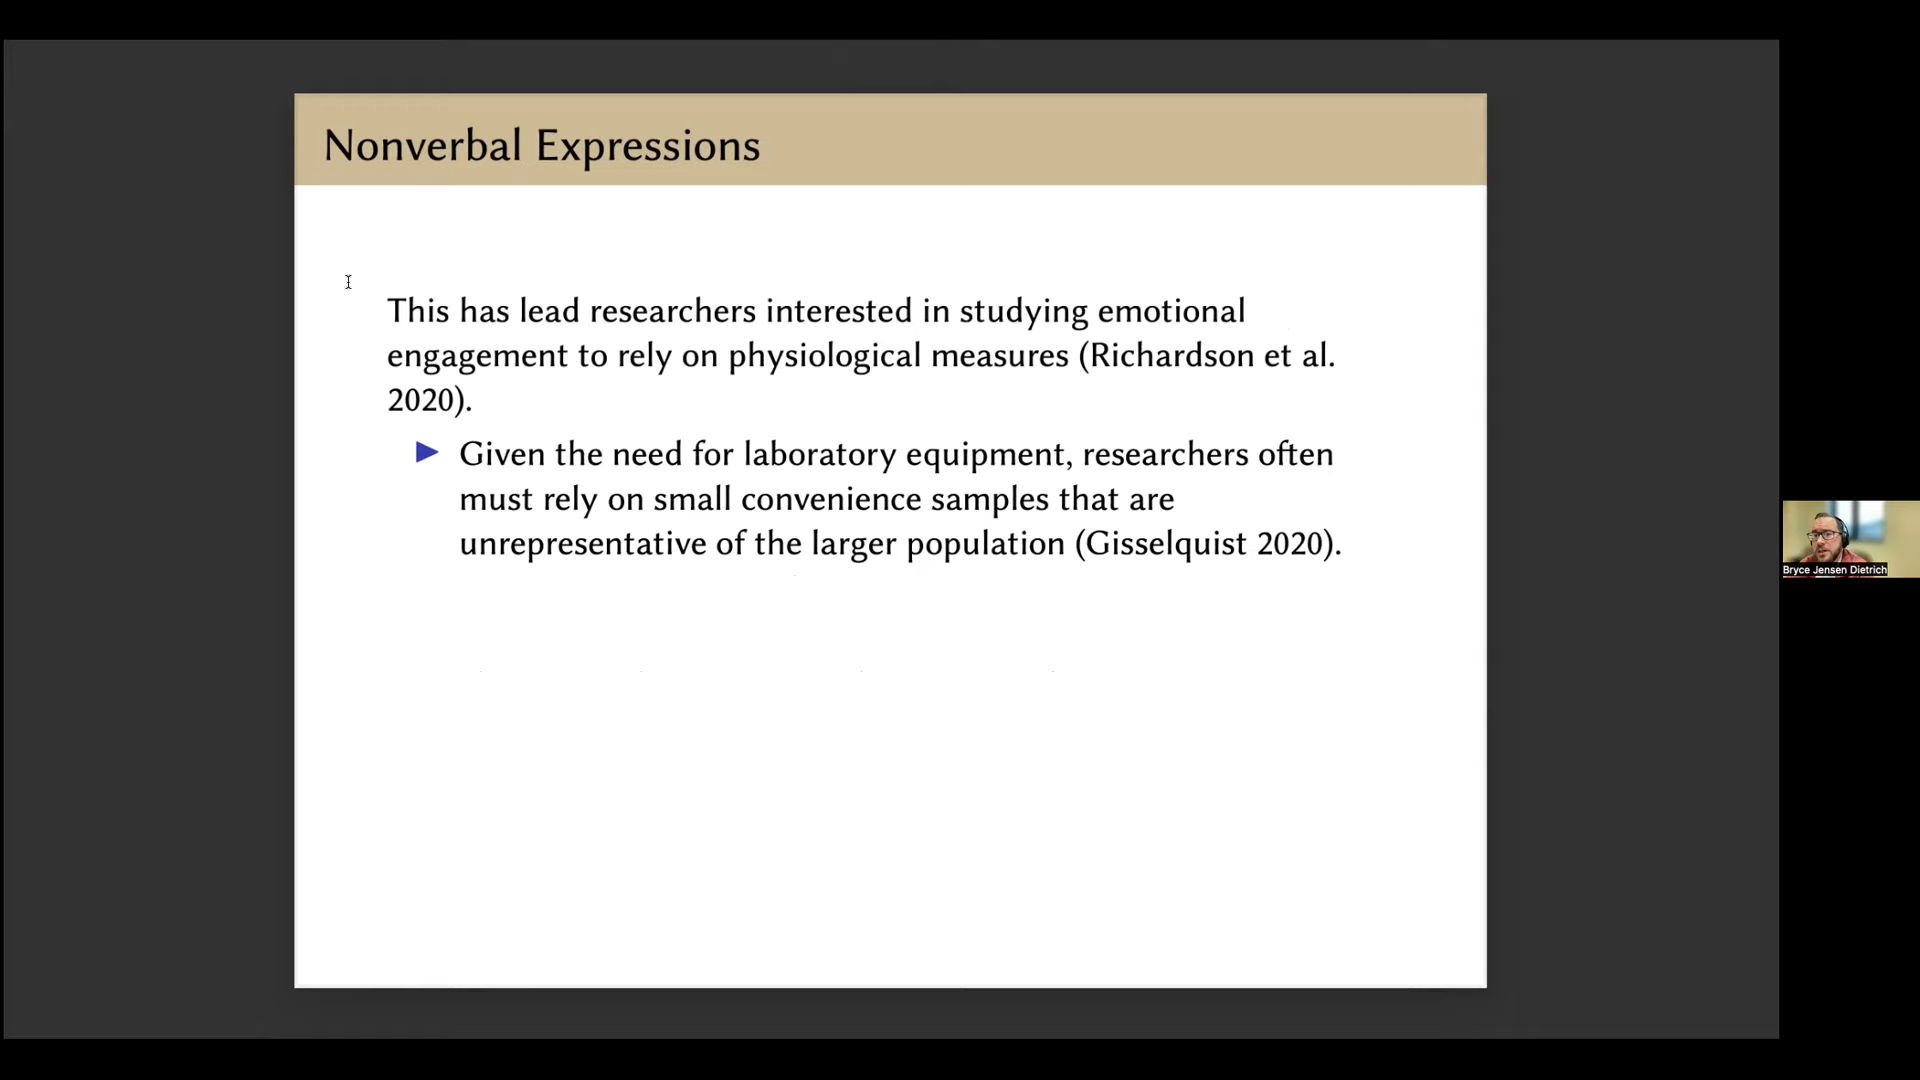 Nonverbal Expressions
This has lead researchers interested in studying emotional
engagement to rely on physiological measures (Richardson et al.
2020).
Given the need for laboratory equipment, researchers often
must rely on small convenience samples that are
unrepresentative of the larger population (Gisselquist 2020).
Bryce Jensen Dietrich